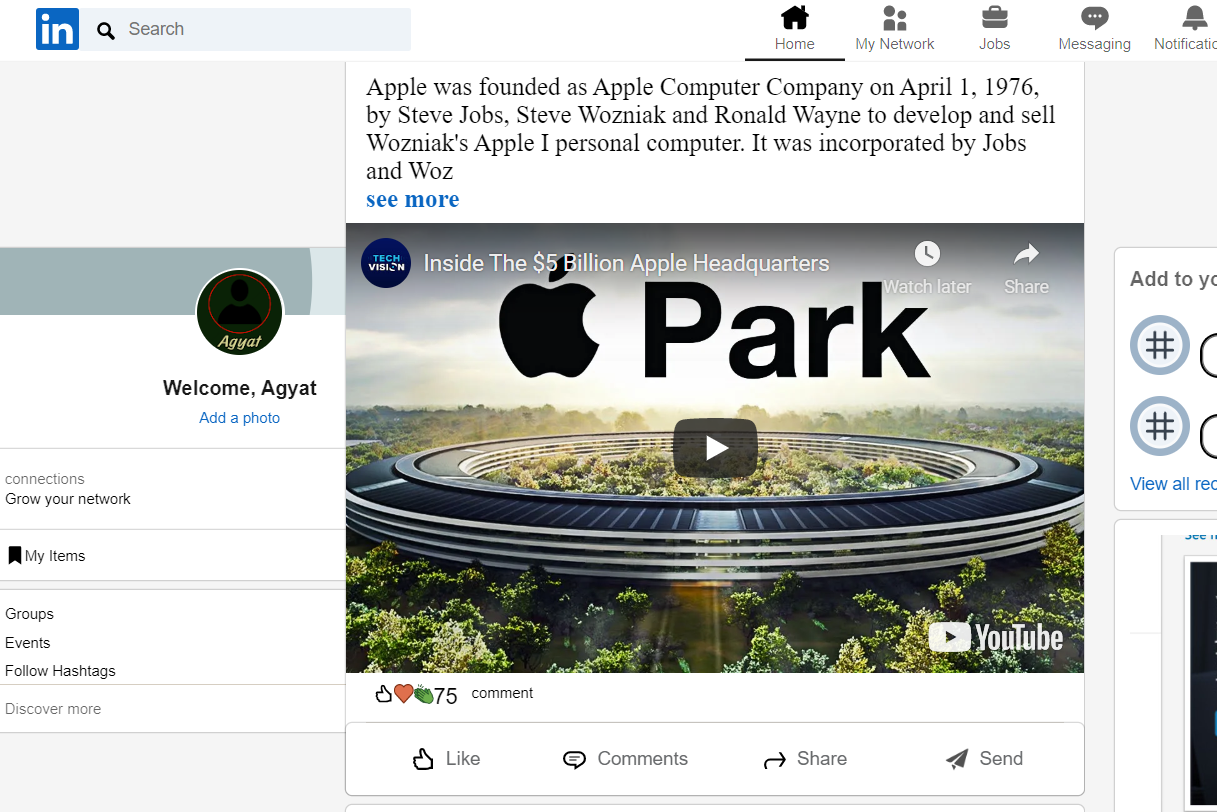 in
Search
Home
My Network
Jobs
Messaging
Notificatio
Apple was founded as Apple Computer Company on April 1, 1976,
by Steve Jobs, Steve Wozniak and Ronald Wayne to develop and sell
Wozniak's Apple I personal computer. It was incorporated by Jobs
and Woz
see more
TECH
VISION
Inside The $5 Billion Apple Headquarters
Watch later
Share
Park
YouTube
75
comment
Like
Comments
Share
Send
Agyat
Welcome, Agyat
Add a photo
connections
Grow your network
My Items
Groups
Events
Follow Hashtags
Discover more
Add to yo
#
#
View all rec